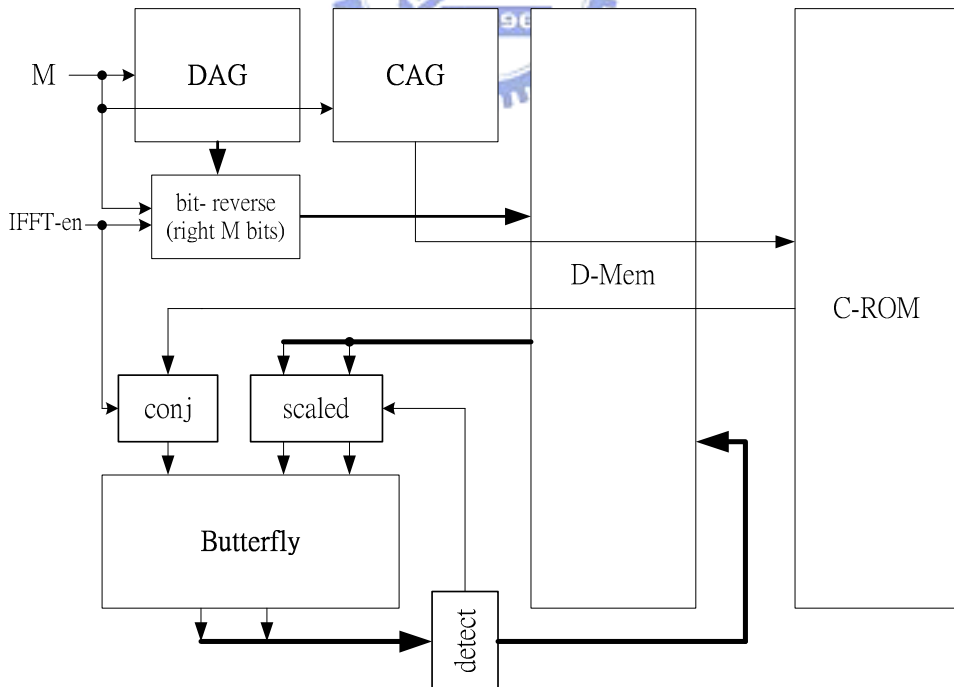 M
DAG
CAG
bit- reverse
(right M bits)
IFFT-en
D-Mem
C-ROM
conj
scaled
Butterfly
detect